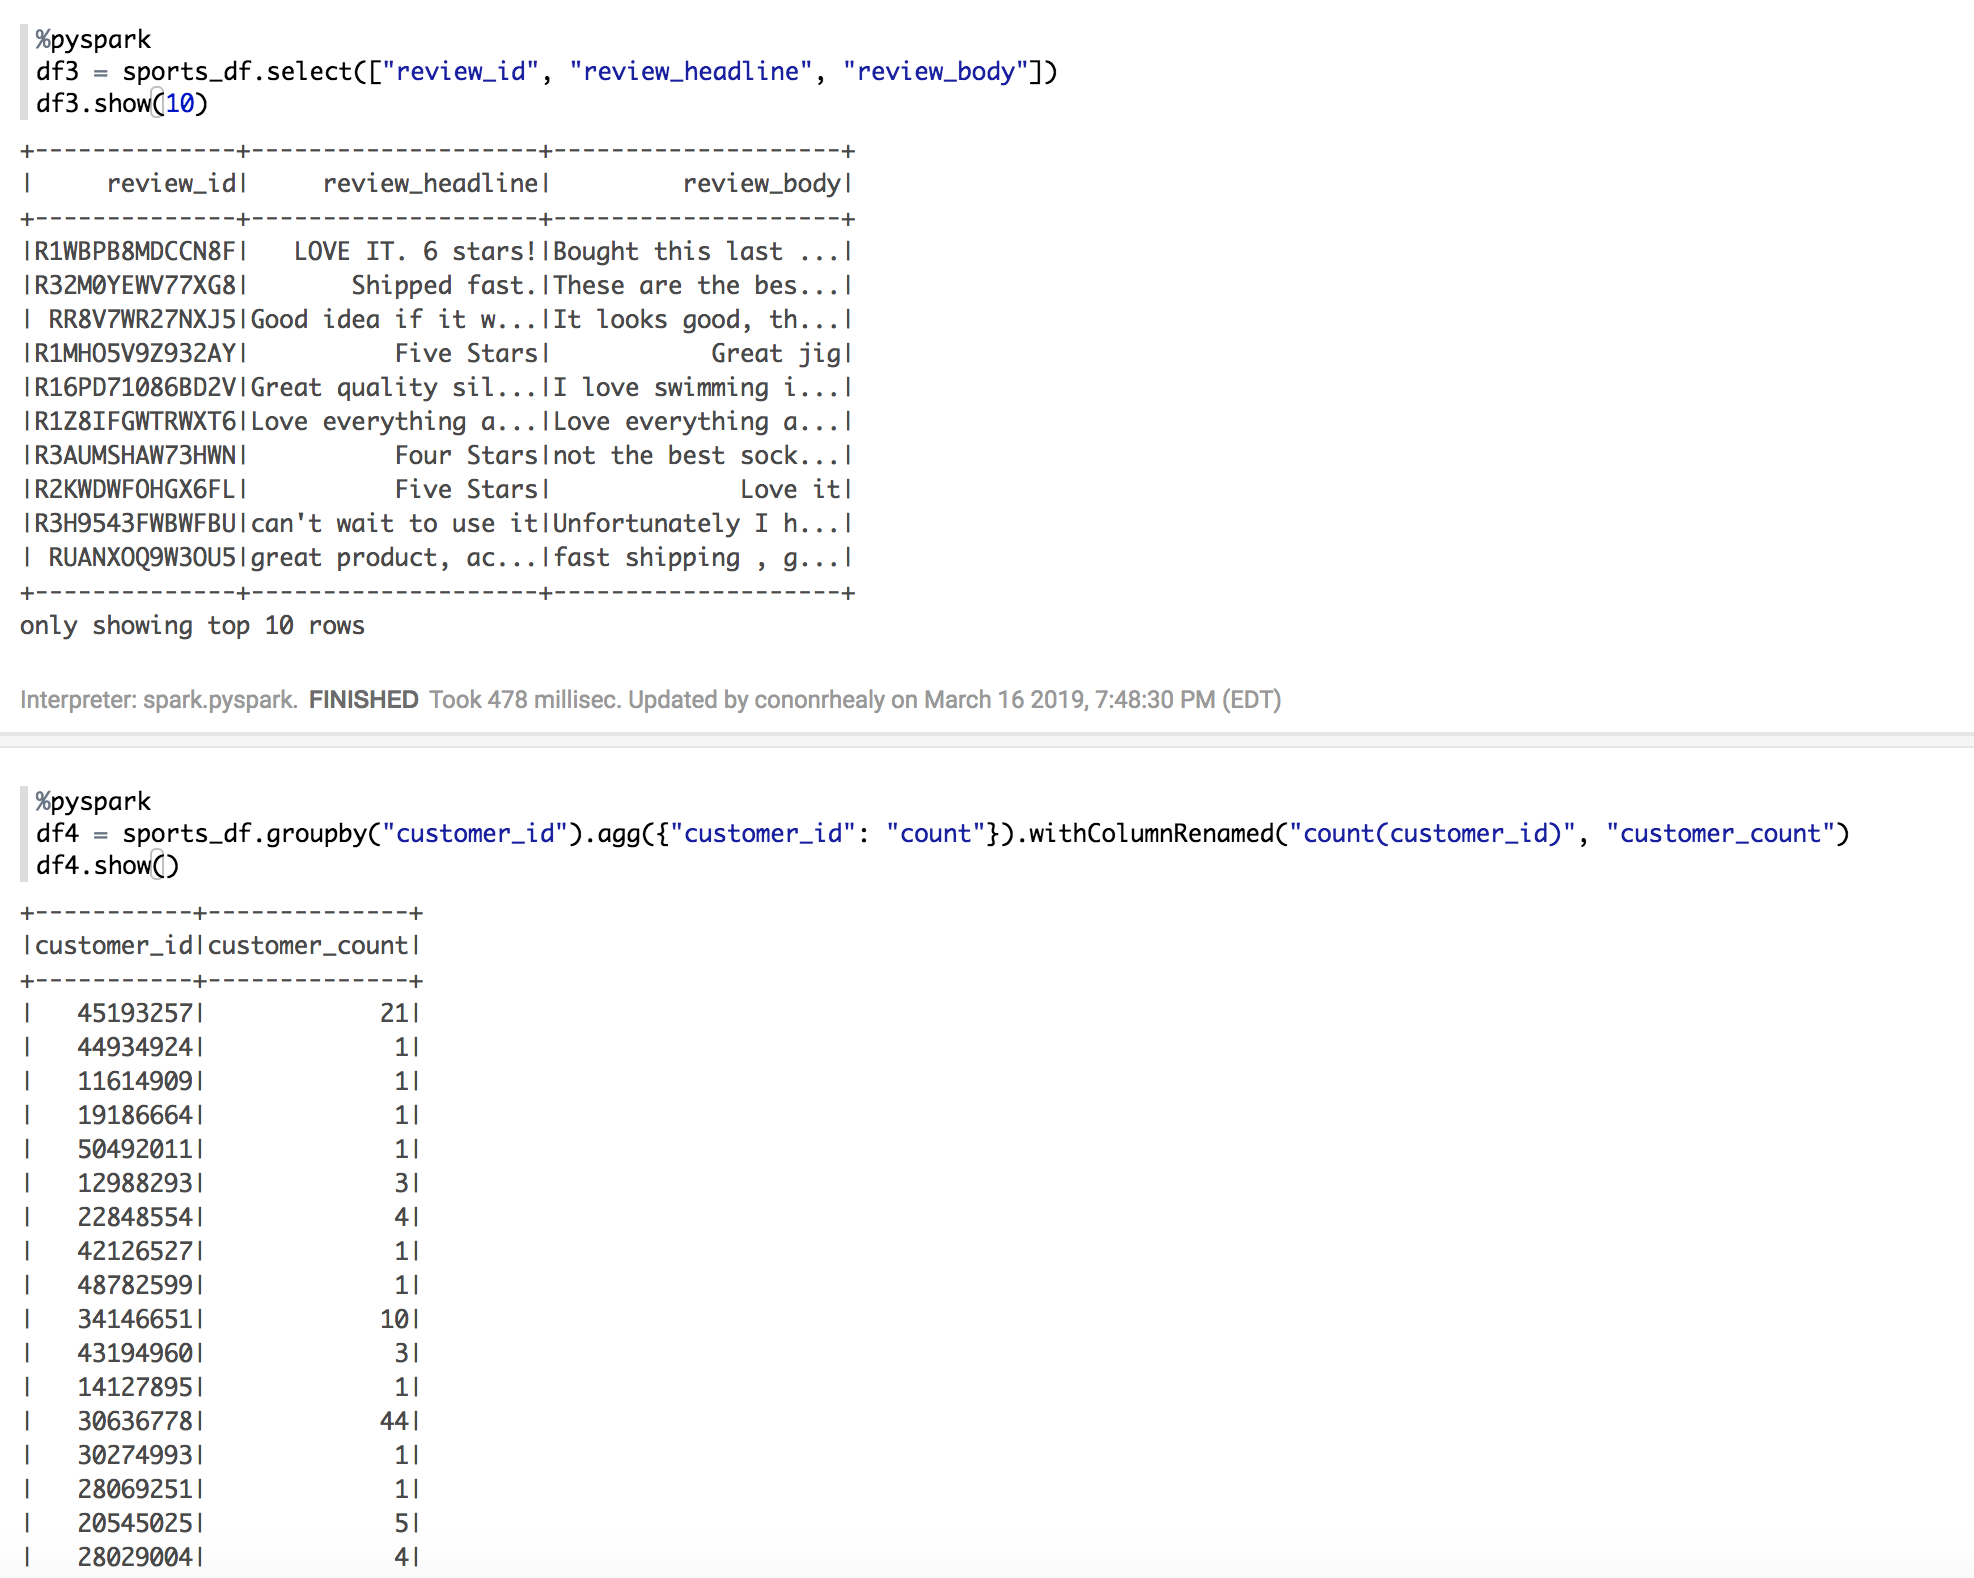 %pyspark
df3 = sports_df.select(["review_id", "review_headline", "review_body"])
df3.show(10)
+--------------+--------------------+--------------------+
|     review_id|     review_headline|         review_body|
+--------------+--------------------+--------------------+
|R1WBPB8MDCCN8F|   LOVE IT. 6 stars!|Bought this last ...|
|R32M0YEWV77XG8|       Shipped fast.|These are the bes...|
| RR8V7WR27NXJ5|Good idea if it w...|It looks good, th...|
|R1MHO5V9Z932AY|          Five Stars|           Great jig|
|R16PD71086BD2V|Great quality sil...|I love swimming i...|
|R1Z8IFGWTRWXT6|Love everything a...|Love everything a...|
|R3AUMSHAW73HWN|          Four Stars|not the best sock...|
|R2KWDWFOHGX6FL|          Five Stars|             Love it|
|R3H9543FWBWFBU|can't wait to use it|Unfortunately I h...|
| RUANXOQ9W3OU5|great product, ac...|fast shipping , g...|
+--------------+--------------------+--------------------+
only showing top 10 rows
Interpreter: spark.pyspark. FINISHED Took 478 millisec. Updated by cononrhealy on March 16 2019, 7:48:30 PM (EDT)
%pyspark
df4 = sports_df.groupby("customer_id").agg({"customer_id": "count"}).withColumnRenamed("count(customer_id)", "customer_count")
df4.show()
+-----------+--------------+
|customer_id|customer_count|
+-----------+--------------+
|   45193257|            21|
|   44934924|             1|
|   11614909|             1|
|   19186664|             1|
|   50492011|             1|
|   12988293|             3|
|   22848554|             4|
|   42126527|             1|
|   48782599|             1|
|   34146651|            10|
|   43194960|             3|
|   14127895|             1|
|   30636778|            44|
|   30274993|             1|
|   28069251|             1|
|   20545025|             5|
|   28029004|             4|